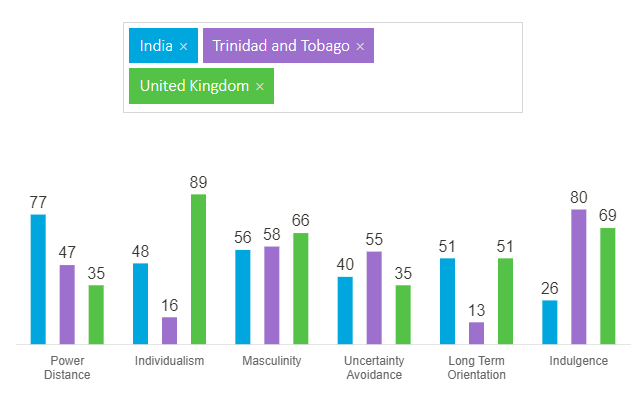 India ×
Trinidad and Tobago ×
United Kingdom ×
77
47
35
48
16
89
56
58
66
40
55
35
51
13
51
26
80
69
Power
Distance
Individualism
Masculinity
Uncertainty
Avoidance
Long Term
Orientation
Indulgence